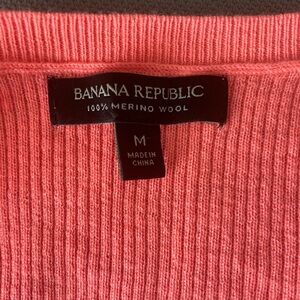 BANANA REPUBLIC
100% MERINO WOOL
M
MADE IN
CHINA